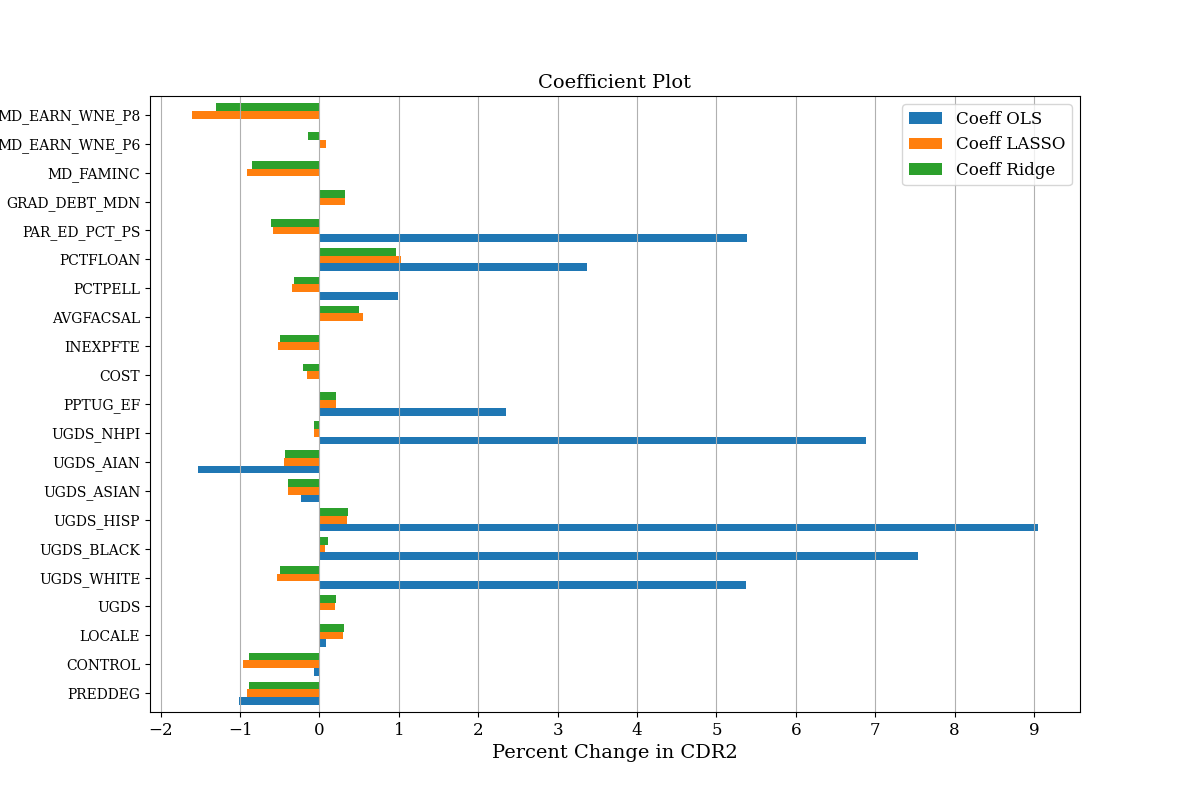 Coefficient Plot
MD_EARN_WNE_P8
MD_EARN_WNE_P6
MD_FAMINC
GRAD_DEBT_MDN
PAR_ED_PCT_PS
PCTFLOAN
PCTPELL
AVGFACSAL
INEXPFTE
COST
PPTUG_EF
UGDS_NHPI
UGDS_AIAN
UGDS_ASIAN
UGDS_HISP
UGDS_BLACK
UGDS_WHITE
UGDS
LOCALE
CONTROL
PREDDEG
Coeff OLS
Coeff LASSO
Coeff Ridge
−2 −1 0 1 2 3 4 5 6 7 8 9
Percent Change in CDR2